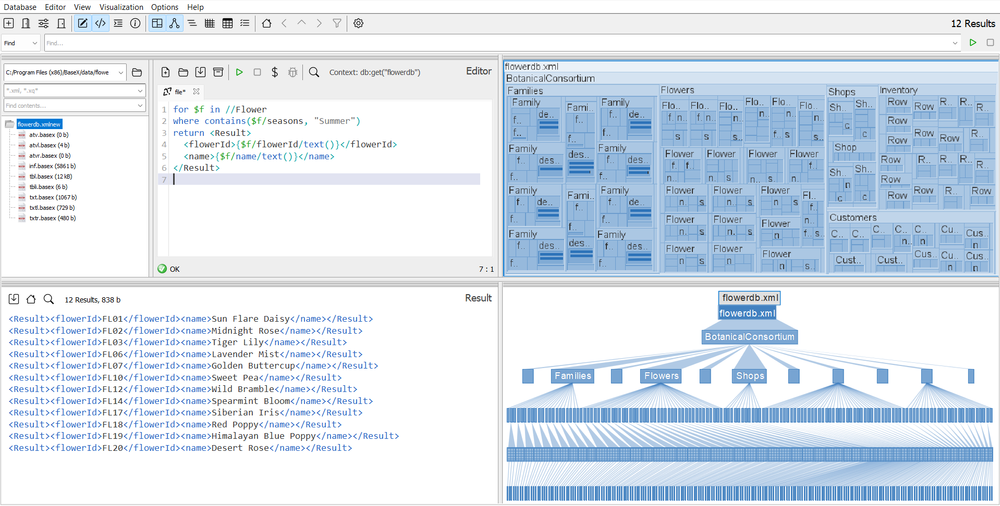 Database Editor View Visualization Options Help
12 Results
Find Find...
C:/Program Files (x86)/BaseX/data/flowe
*.xml, *.xq*
Find contents...
flowerdb.xmlnew
atv.basex (0 b)
atvl.basex (4 b)
atvr.basex (0 b)
inf.basex (5861 b)
tbl.basex (12 kB)
tbli.basex (6 b)
txt.basex (1067 b)
txtl.basex (729 b)
txtr.basex (480 b)
Context: db:get("flowerdb") Editor
file*
1 for $f in //Flower
2 where contains($f/seasons, "Summer")
3 return <Result>
4 <flowerId>{$f/flowerId/text()}</flowerId>
5 <name>{$f/name/text()}</name>
6 </Result>
7
OK 7 : 1
flowerdb.xml
BotanicalConsortium
Families
Family Fami.. Family
de.. f.. de..
f..
f.. f..
Family des.. Family
f.. des.. f.. des..
f.. f..
Family Fami.. Family
f.. de.. f.. f.. de..
f.. f.. f..
Family des.. Family
f.. des.. f.. des..
f.. f..
Flowers
Flo.. Flo.. Flo.. Flo.. Flo.. Flo..
f.. n.. f.. n.. n.. n..
s s s.. f.. s
Flower Flower Flower Flower
f.. f.. f..
n.. n.. s n.. s n..
Flower Flower Flower Fl..
n s n.. s n s f..
Flower Flower Flower n..
n s n.. s n f.. s
Flower Flower Flower
n s n n s..
Shops
Sh.. Sh..
c c
Shop
Sh.. Sh..
n
c c
Inventory
Row Row R.. R.. R..
Row
Row Row Row R..
Row R.. R.. R.. R..
Row
Row Row R.. Row
Customers
C.. C.. C.. C.. C.. Cu.. Cus..
n.. n n
Cust.. Cust.. Cus.. Cu.. Cus..
n n
12 Results, 838 b Result
<Result><flowerId>FL01</flowerId><name>Sun Flare Daisy</name></Result>
<Result><flowerId>FL02</flowerId><name>Midnight Rose</name></Result>
<Result><flowerId>FL03</flowerId><name>Tiger Lily</name></Result>
<Result><flowerId>FL06</flowerId><name>Lavender Mist</name></Result>
<Result><flowerId>FL07</flowerId><name>Golden Buttercup</name></Result>
<Result><flowerId>FL10</flowerId><name>Sweet Pea</name></Result>
<Result><flowerId>FL12</flowerId><name>Wild Bramble</name></Result>
<Result><flowerId>FL14</flowerId><name>Spearmint Bloom</name></Result>
<Result><flowerId>FL17</flowerId><name>Siberian Iris</name></Result>
<Result><flowerId>FL18</flowerId><name>Red Poppy</name></Result>
<Result><flowerId>FL19</flowerId><name>Himalayan Blue Poppy</name></Result>
<Result><flowerId>FL20</flowerId><name>Desert Rose</name></Result>
flowerdb.xml
flowerdb.xml
BotanicalConsortium
Families Flowers Shops